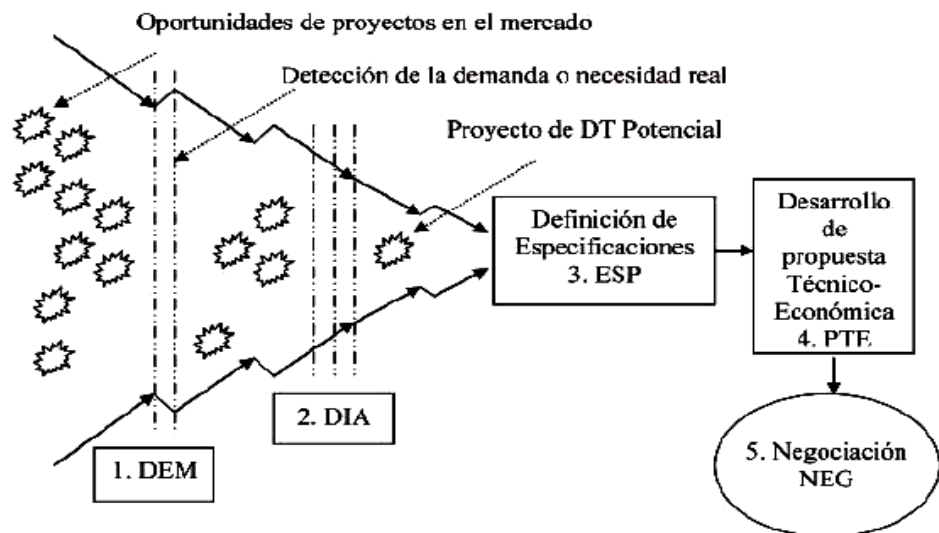 Oportunidades de proyectos en el mercado
Detección de la demanda o necesidad real
Proyecto de DT Potencial
Definición de
Especificaciones
3. ESP
Desarrollo
de
propuesta
Técnico-
Económica
4. PTE
2. DIA
1. DEM
5. Negociación
NEG